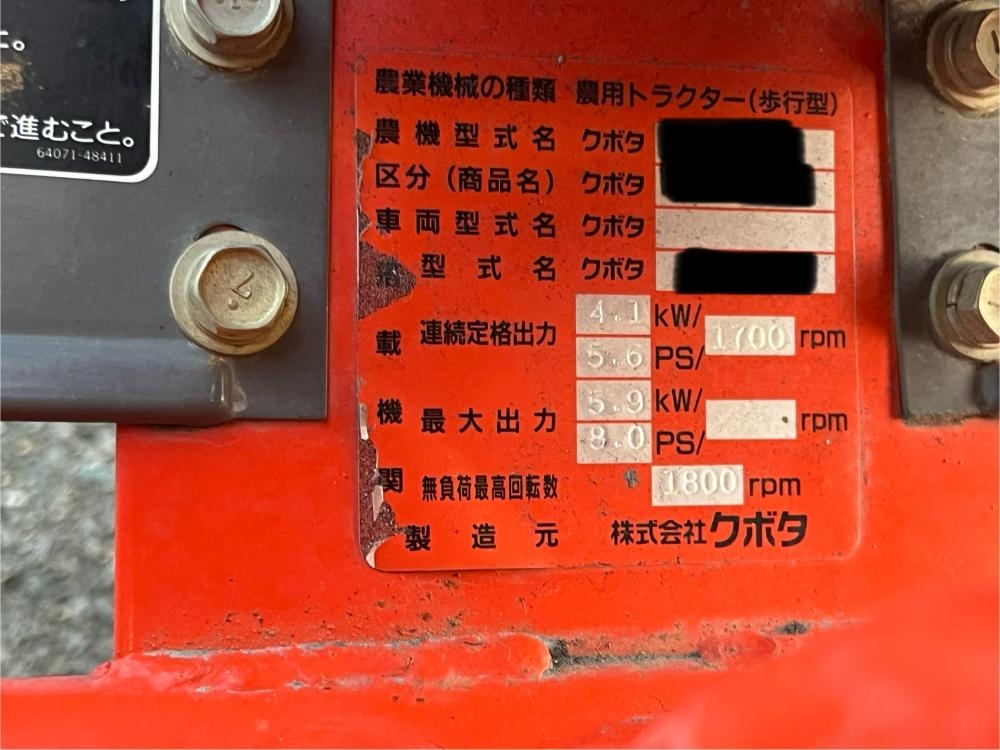 と。
で進むこと。
64071-48411
農業機械の種類 農用トラクター(歩行型)
農機型式名 クボタ
区分(商品名) クボタ
車両型式名 クボタ
型式名 クボタ
載
連続定格出力 4.1 kW/ 1700 rpm
5.6 PS/
機
最大出力 5.9 kW/ rpm
8.0 PS/
関
無負荷最高回転数 1800 rpm
製造元 株式会社クボタ
7